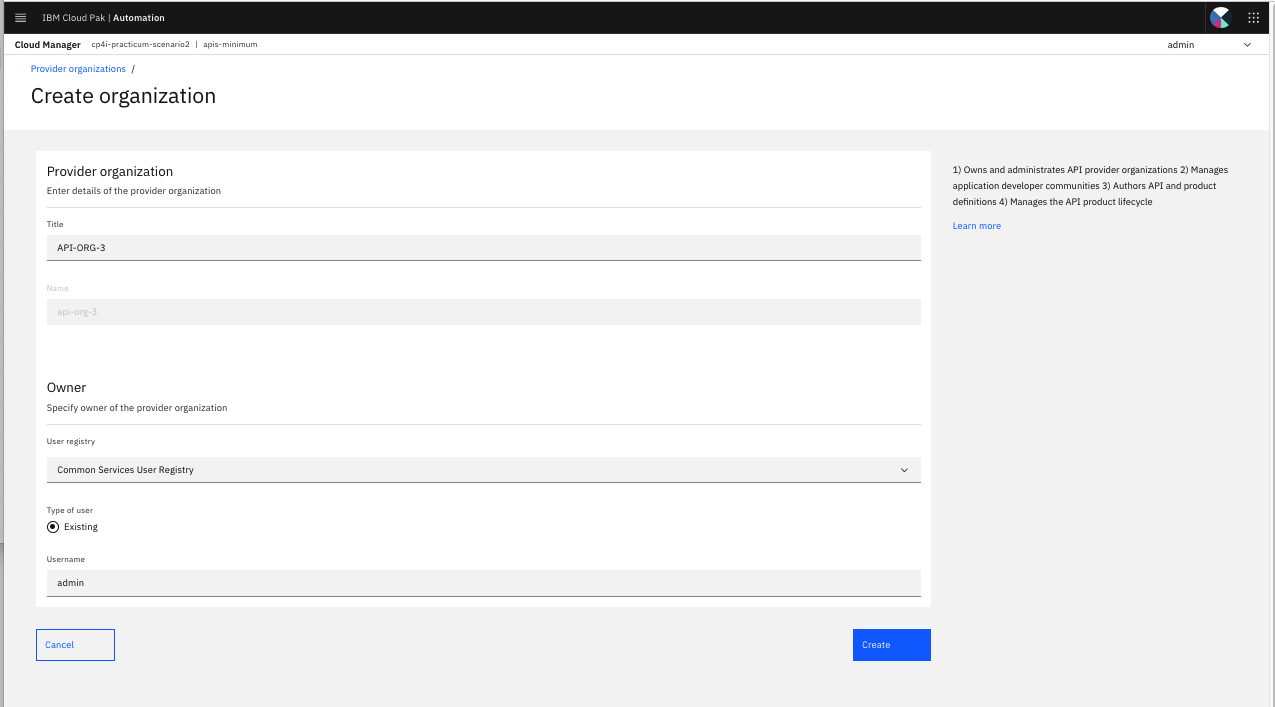 IBM Cloud Pak | Automation
Cloud Manager cp4i-practicum-scenario2 | apis-minimum admin
Provider organizations /
Create organization
Provider organization
Enter details of the provider organization
Title
API-ORG-3
Name
api-org-3
Owner
Specify owner of the provider organization
User registry
Common Services User Registry
Type of user
Existing
Username
admin
Cancel
Create
1) Owns and administrates API provider organizations 2) Manages
application developer communities 3) Authors API and product
definitions 4) Manages the API product lifecycle
Learn more